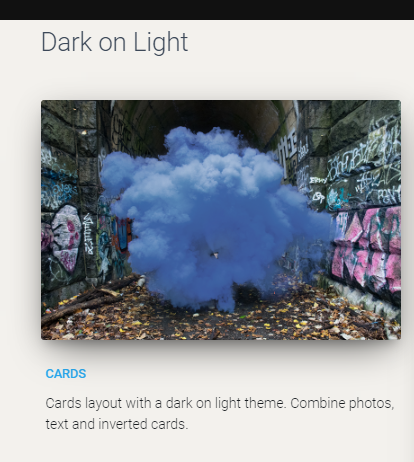 Dark on Light
CARDS
Cards layout with a dark on light theme. Combine photos,
text and inverted cards.